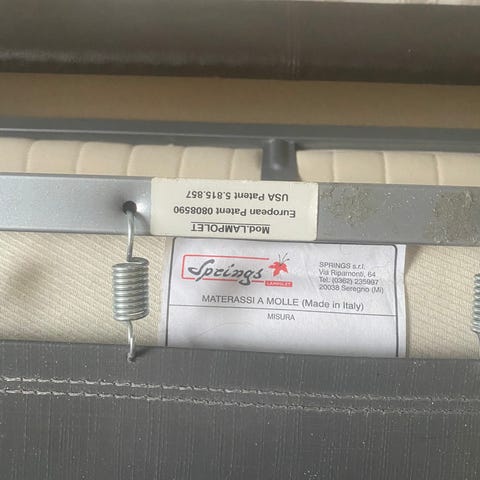 Mod.LAMPOLET
European Patent 0808590
USA Patent 5.815.857
Springs
LAMPOLET
SPRINGS s.r.l.
Via Ripamonti, 64
Tel. (0362) 235997
20038 Seregno (Mi)
MATERASSI A MOLLE (Made in Italy)
MISURA